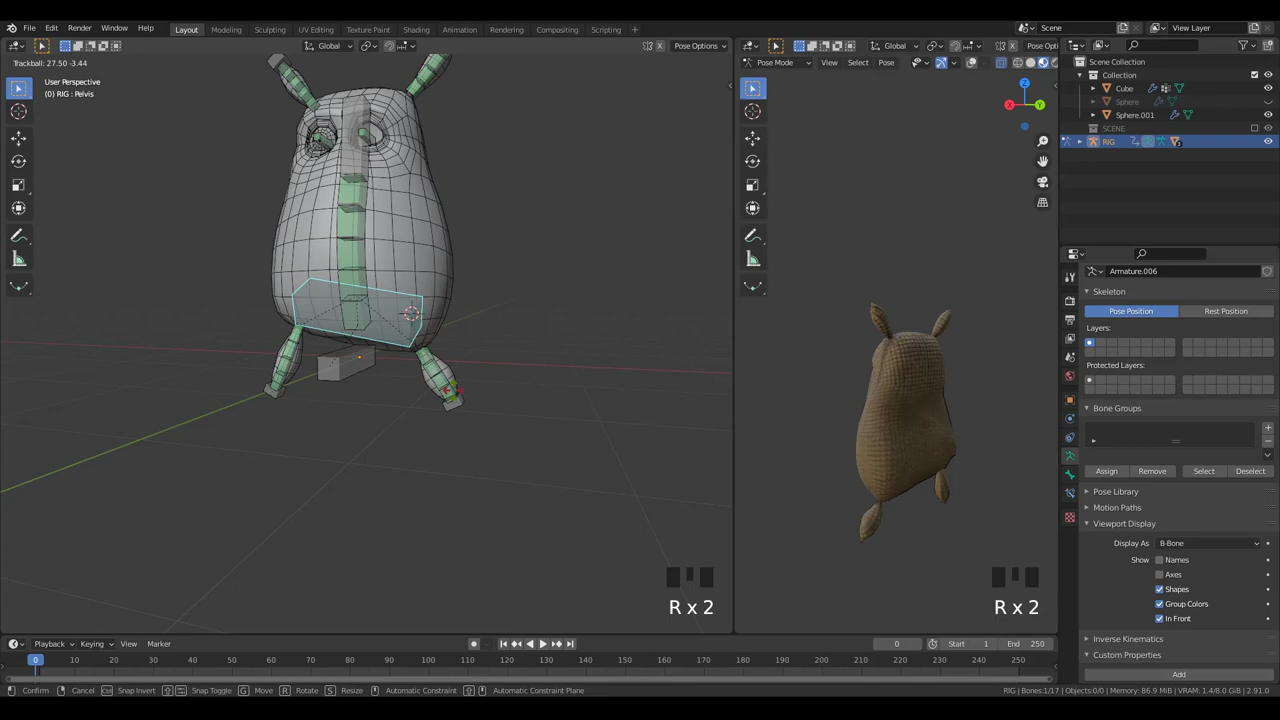 File Edit Render Window Help Layout Modeling Sculpting UV Editing Texture Paint Shading Animation Rendering Compositing Scripting Scene View Layer
Global Pose Options Global Pose Opti
Trackball: 27.50 -3.44
Pose Mode View Select Pose
User Perspective
(0) RIG : Pelvis
Scene Collection
Collection
Cube
Sphere
Sphere.001
SCENE
RIG
Armature.006
Skeleton
Pose Position Rest Position
Layers:
Protected Layers:
Bone Groups
Assign Remove Select Deselect
Pose Library
Motion Paths
Viewport Display
Display As B-Bone
Show Names
Axes
Shapes
Group Colors
In Front
Inverse Kinematics
Custom Properties
Add
R x 2 R x 2
Playback Keying View Marker 0 Start 1 End 250
0 10 20 30 40 50 60 70 80 90 100 110 120 130 140 150 160 170 180 190 200 210 220 230 240 250
Confirm Cancel Snap Invert Snap Toggle G Move R Rotate S Resize Automatic Constraint Automatic Constraint Plane RIG | Bones:1/17 | Objects:0/0 | Memory: 86.9 MiB | VRAM: 1.4/8.0 GiB | 2.91.0